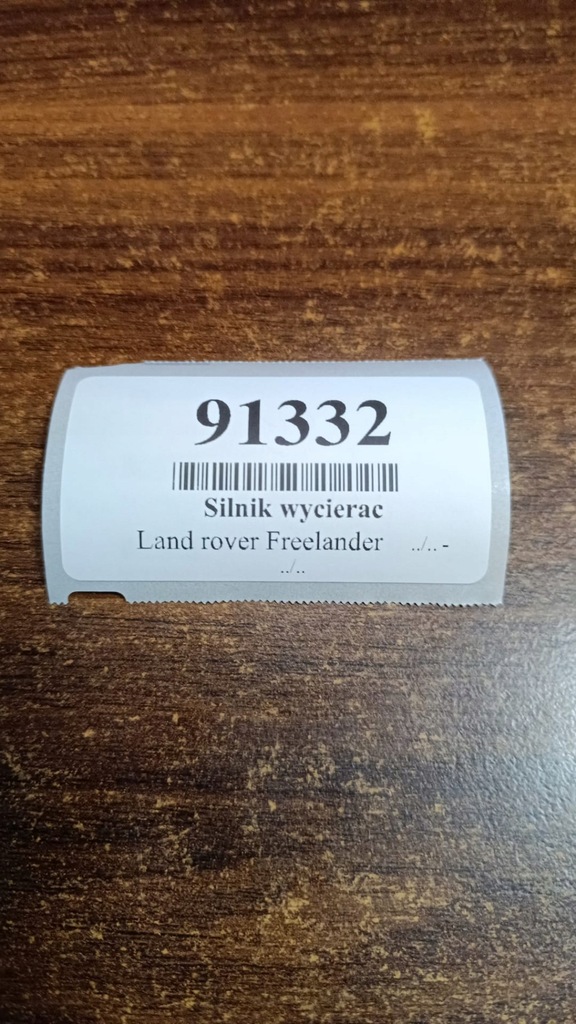 91332
Silnik wycierac
Land rover Freelander ../.. -
../..